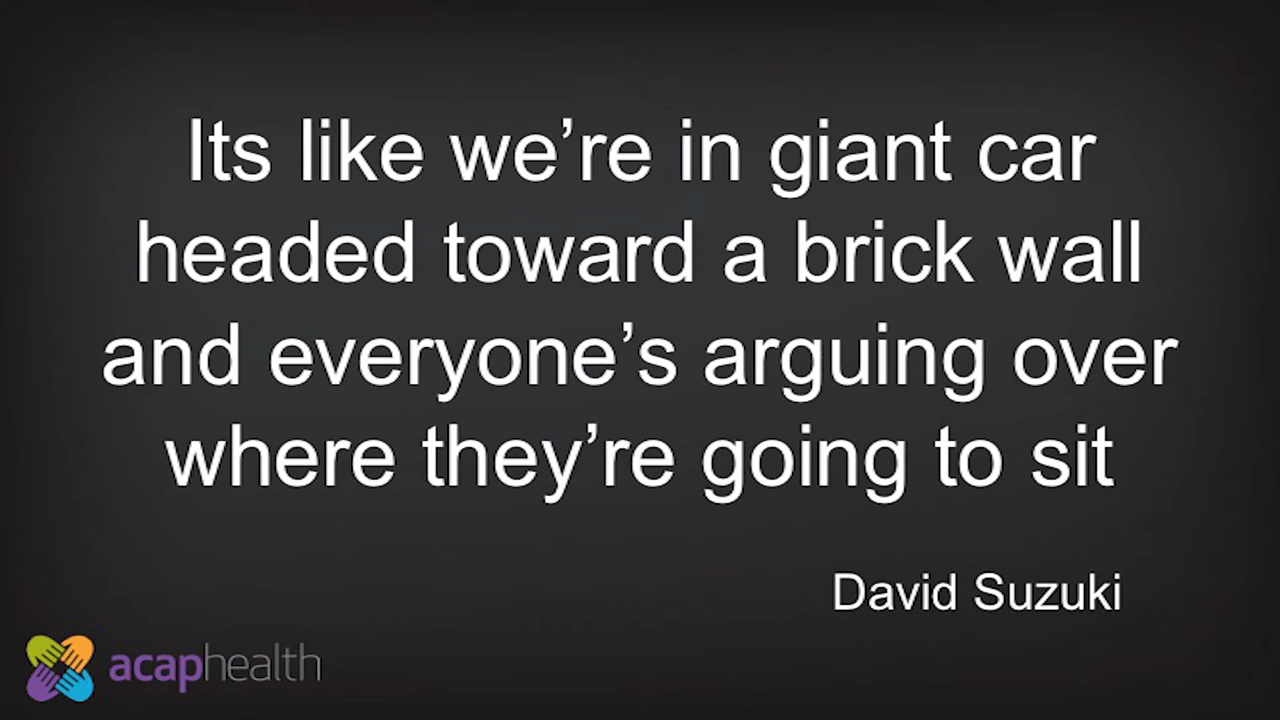 Its like we’re in giant car
headed toward a brick wall
and everyone’s arguing over
where they’re going to sit
David Suzuki
acaphealth